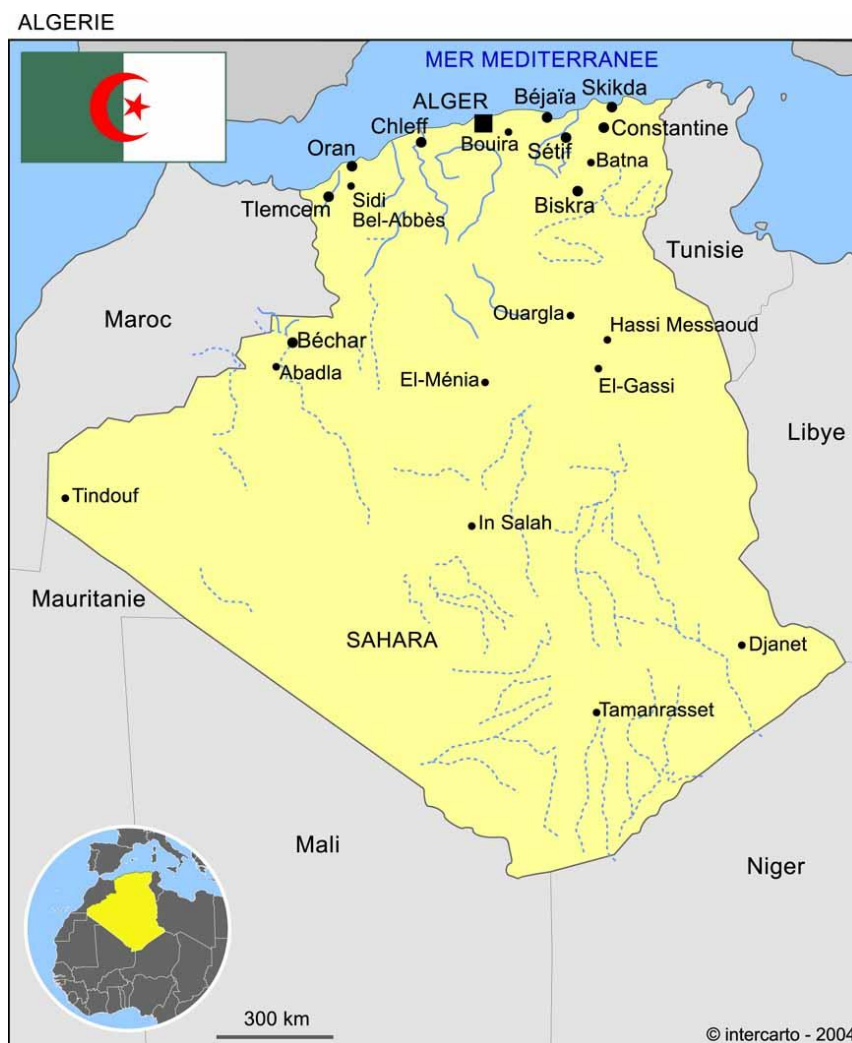 ALGERIE
MER MEDITERRANEE
Skikda
Béjaïa
ALGER
Constantine
Chleff
Bouira
Sétif
Oran
Batna
Sidi
Bel-Abbès
Tlemcem
Biskra
Tunisie
Maroc
Ouargla
Hassi Messaoud
Béchar
Abadla
El-Ménia
El-Gassi
Libye
Tindouf
In Salah
Mauritanie
SAHARA
Djanet
Tamanrasset
Mali
Niger
300 km
© intercarto - 2004